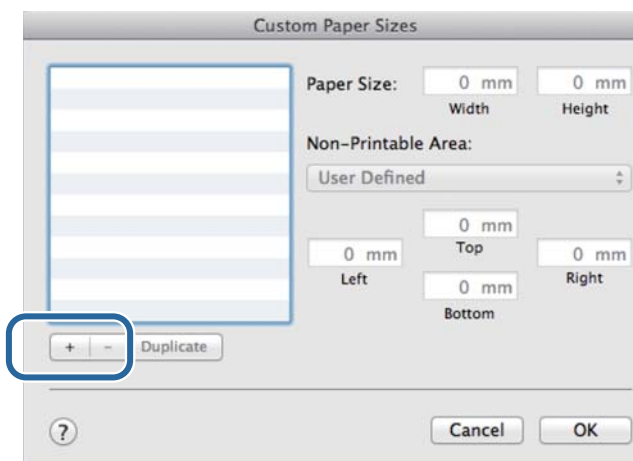 Custom Paper Sizes
Paper Size: 0 mm 0 mm
Width Height
Non-Printable Area:
User Defined
0 mm
Top
0 mm 0 mm
Left Right
0 mm
Bottom
+ - Duplicate
? Cancel OK